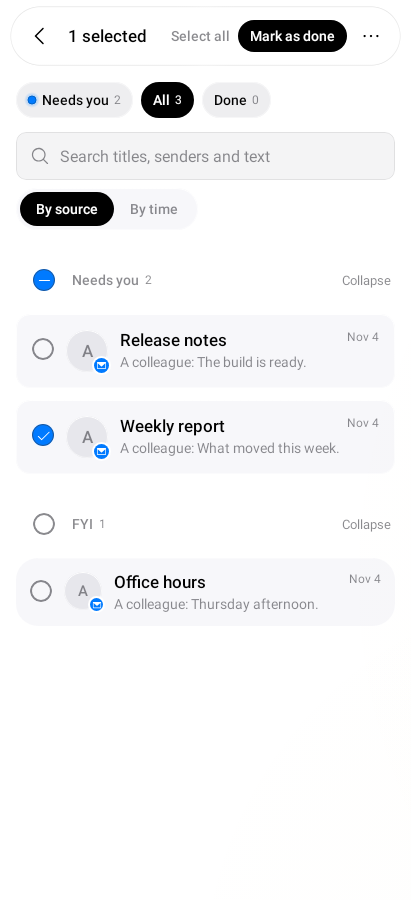 1 selected Select all Mark as done
Needs you 2 All 3 Done 0
Search titles, senders and text
By source By time
Needs you 2 Collapse
A Release notes Nov 4
A colleague: The build is ready.
A Weekly report Nov 4
A colleague: What moved this week.
FYI 1 Collapse
A Office hours Nov 4
A colleague: Thursday afternoon.